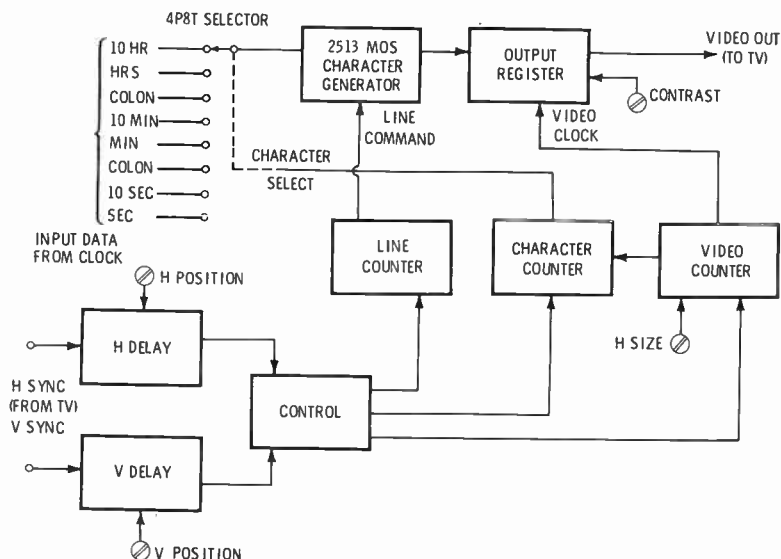 4P8T SELECTOR
10 HR
HRS
COLON
10 MIN
MIN
COLON
10 SEC
SEC
INPUT DATA
FROM CLOCK
2513 MOS
CHARACTER
GENERATOR
LINE
COMMAND
OUTPUT
REGISTER
VIDEO OUT
(TO TV)
CONTRAST
VIDEO
CLOCK
CHARACTER
SELECT
LINE
COUNTER
CHARACTER
COUNTER
VIDEO
COUNTER
H SIZE
H POSITION
H DELAY
H SYNC
(FROM TV)
V SYNC
CONTROL
V DELAY
V POSITION